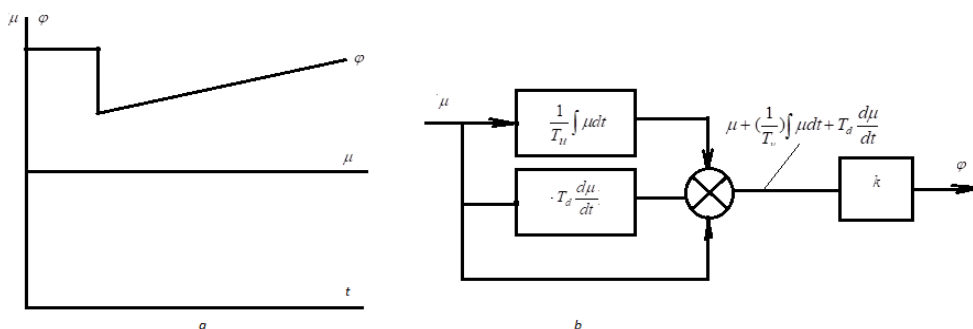 μ φ
φ
μ
t
a
μ
1/T_u ∫ μdt
· T_d dμ/dt
μ + (1/T_u)∫ μdt + T_d dμ/dt
k
φ
b